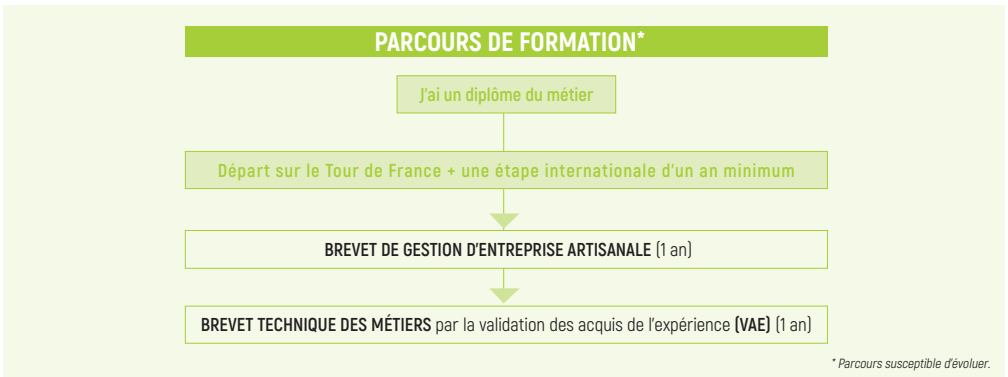 PARCOURS DE FORMATION*
J'ai un diplôme du métier
Départ sur le Tour de France + une étape internationale d'un an minimum
BREVET DE GESTION D'ENTREPRISE ARTISANALE (1 an)
BREVET TECHNIQUE DES MÉTIERS par la validation des acquis de l'expérience (VAE) (1 an)
* Parcours susceptible d'évoluer.